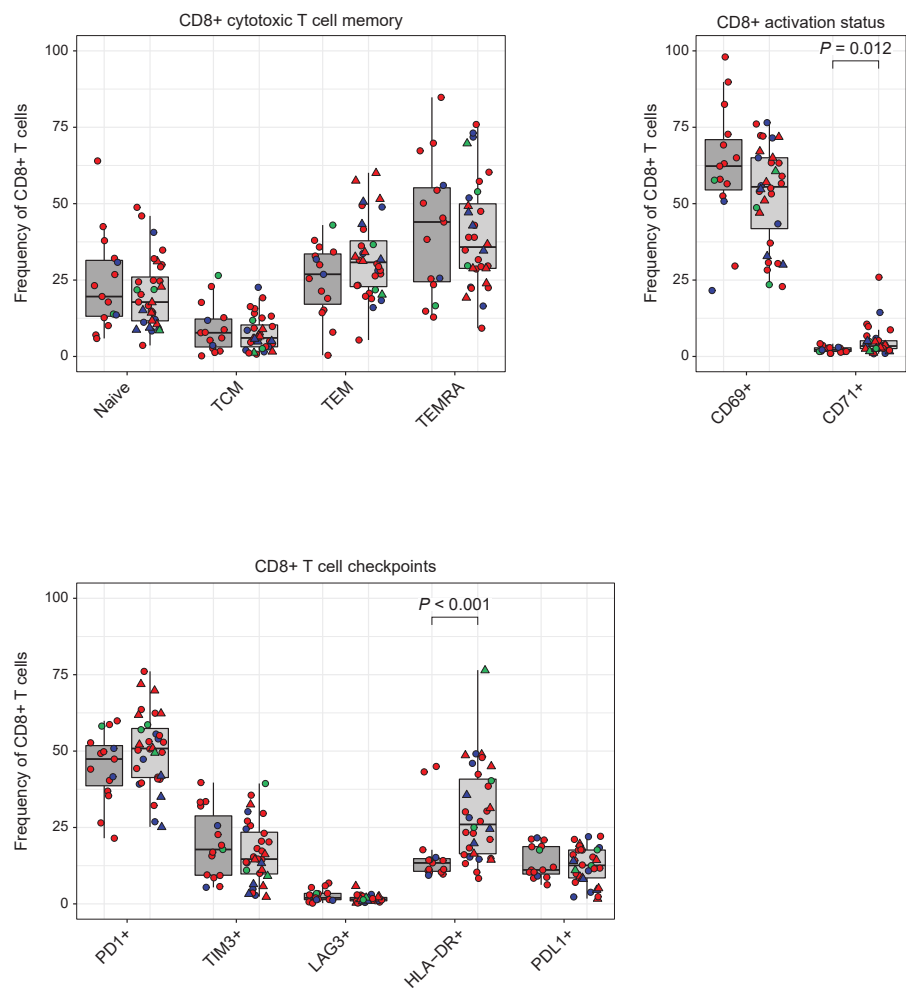 CD8+ cytotoxic T cell memory
Frequency of CD8+ T cells
100
75
50
25
0
Naive
TCM
TEM
TEMRA
CD8+ activation status
P = 0.012
Frequency of CD8+ T cells
100
75
50
25
0
CD69+
CD71+
CD8+ T cell checkpoints
P < 0.001
Frequency of CD8+ T cells
100
75
50
25
0
PD1+
TIM3+
LAG3+
HLA−DR+
PDL1+